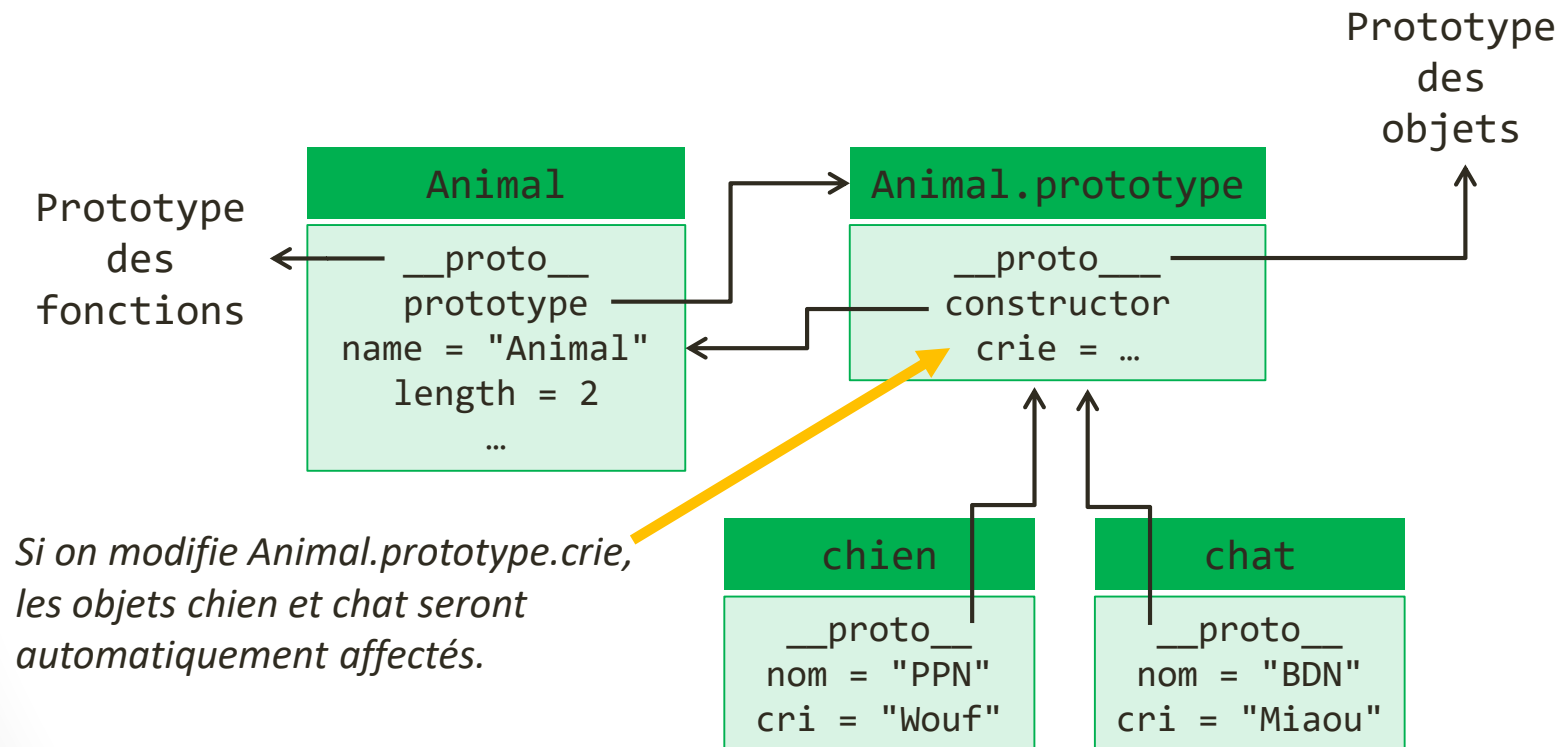 Prototype
des
objets
Animal
Animal.prototype
Prototype
des
fonctions
__proto__
prototype
name = "Animal"
length = 2
…
__proto___
constructor
crie = …
Si on modifie Animal.prototype.crie,
les objets chien et chat seront
automatiquement affectés.
chien
__proto__
nom = "PPN"
cri = "Wouf"
chat
__proto__
nom = "BDN"
cri = "Miaou"